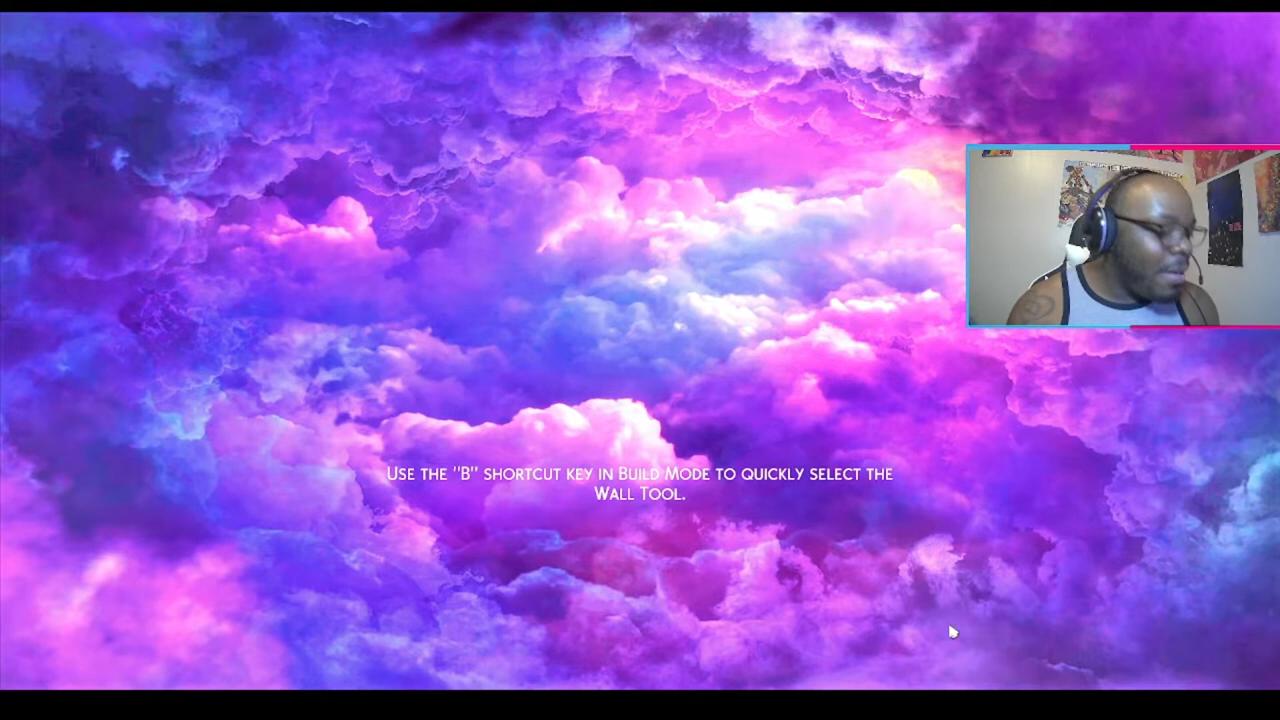 USE THE "B" SHORTCUT KEY IN BUILD MODE TO QUICKLY SELECT THE
WALL TOOL.